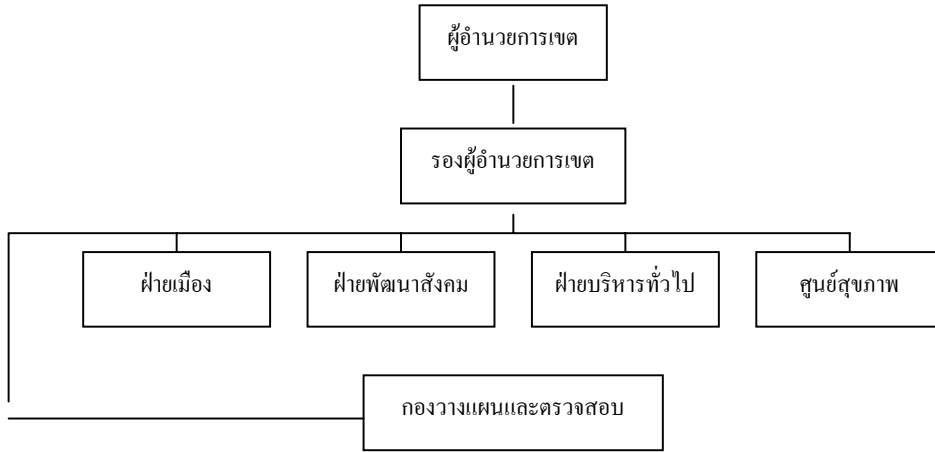 ผู้อำนวยการเขต
รองผู้อำนวยการเขต
ฝ่ายเมือง
ฝ่ายพัฒนาสังคม
ฝ่ายบริหารทั่วไป
ศูนย์สุขภาพ
กองวางแผนและตรวจสอบ